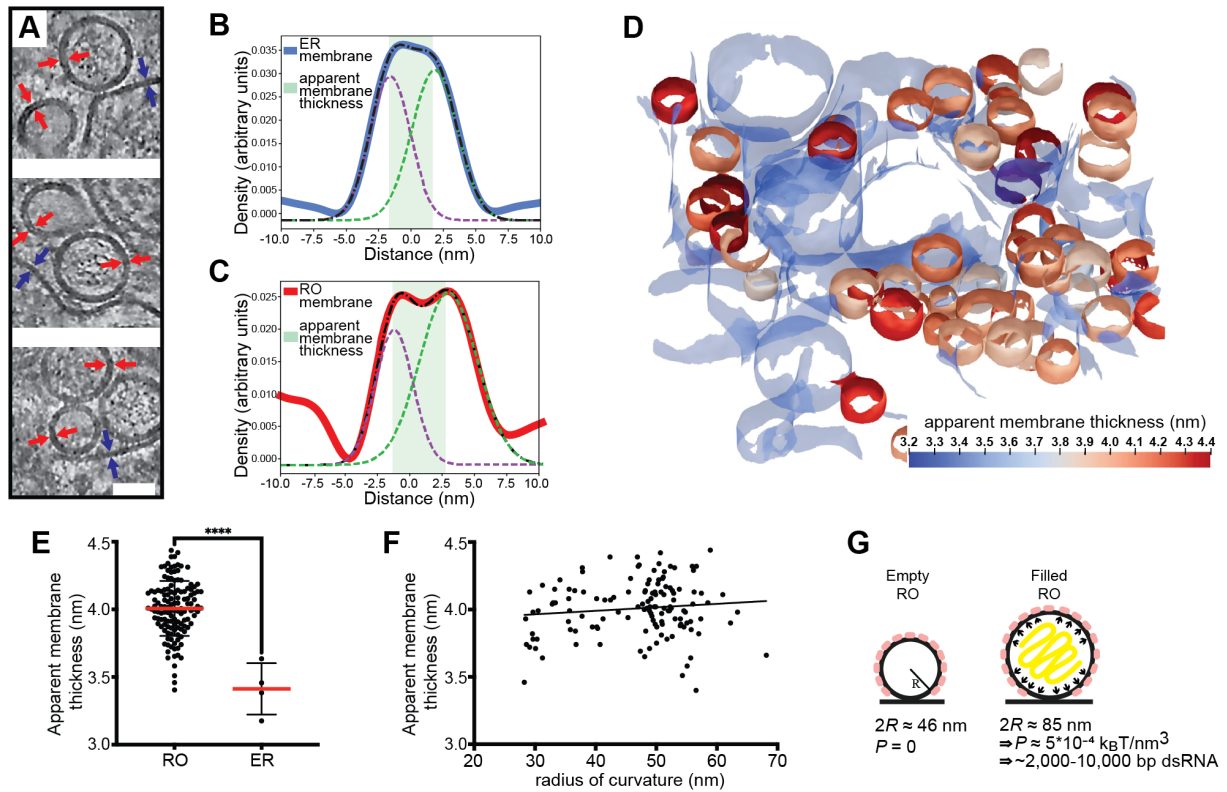 A
B
0.035
0.030
0.025
0.020
0.015
0.010
0.005
0.000
Density (arbitrary units)
ER
membrane
apparent
membrane
thickness
-10.0 -7.5 -5.0 -2.5 0.0 2.5 5.0 7.5 10.0
Distance (nm)
C
0.025
0.020
0.015
0.010
0.005
0.000
Density (arbitrary units)
RO
membrane
apparent
membrane
thickness
-10.0 -7.5 -5.0 -2.5 0.0 2.5 5.0 7.5 10.0
Distance (nm)
D
apparent membrane thickness (nm)
3.2 3.3 3.4 3.5 3.6 3.7 3.8 3.9 4.0 4.1 4.2 4.3 4.4
E
Apparent membrane
thickness (nm)
4.5
4.0
3.5
3.0
****
RO ER
F
Apparent membrane
thickness (nm)
4.5
4.0
3.5
3.0
20 30 40 50 60 70
radius of curvature (nm)
G
Empty
RO
R
2R ≈ 46 nm
P = 0
Filled
RO
2R ≈ 85 nm
⇒P ≈ 5*10⁻⁴ kBT/nm³
⇒~2,000-10,000 bp dsRNA